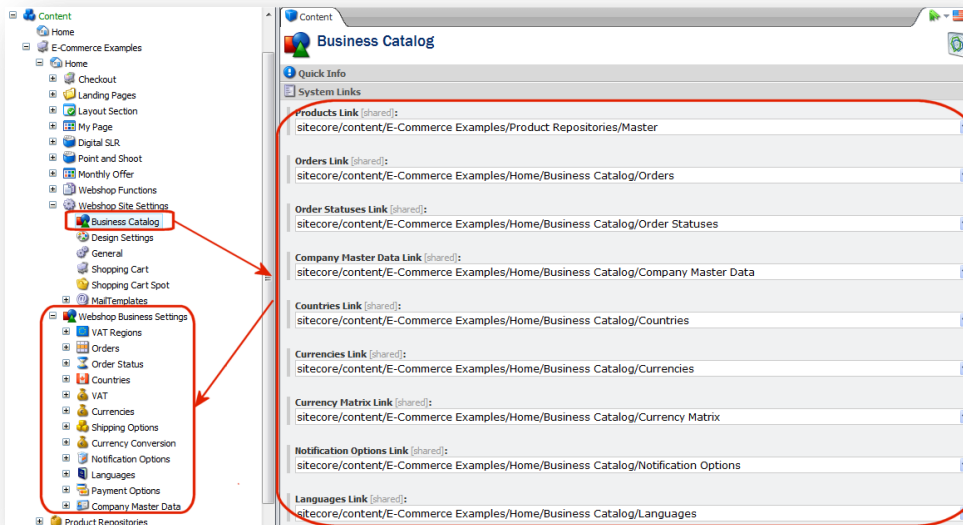 Content
Home
E-Commerce Examples
Home
Checkout
Landing Pages
Layout Section
My Page
Digital SLR
Point and Shoot
Monthly Offer
Webshop Functions
Webshop Site Settings
Business Catalog
Design Settings
General
Shopping Cart
Shopping Cart Spot
MailTemplates
Webshop Business Settings
VAT Regions
Orders
Order Status
Countries
VAT
Currencies
Shipping Options
Currency Conversion
Notification Options
Languages
Payment Options
Company Master Data
Product Repositories
Content
Business Catalog
Quick Info
System Links
Products Link [shared]:
sitecore/content/E-Commerce Examples/Product Repositories/Master
Orders Link [shared]:
sitecore/content/E-Commerce Examples/Home/Business Catalog/Orders
Order Statuses Link [shared]:
sitecore/content/E-Commerce Examples/Home/Business Catalog/Order Statuses
Company Master Data Link [shared]:
sitecore/content/E-Commerce Examples/Home/Business Catalog/Company Master Data
Countries Link [shared]:
sitecore/content/E-Commerce Examples/Home/Business Catalog/Countries
Currencies Link [shared]:
sitecore/content/E-Commerce Examples/Home/Business Catalog/Currencies
Currency Matrix Link [shared]:
sitecore/content/E-Commerce Examples/Home/Business Catalog/Currency Matrix
Notification Options Link [shared]:
sitecore/content/E-Commerce Examples/Home/Business Catalog/Notification Options
Languages Link [shared]:
sitecore/content/E-Commerce Examples/Home/Business Catalog/Languages